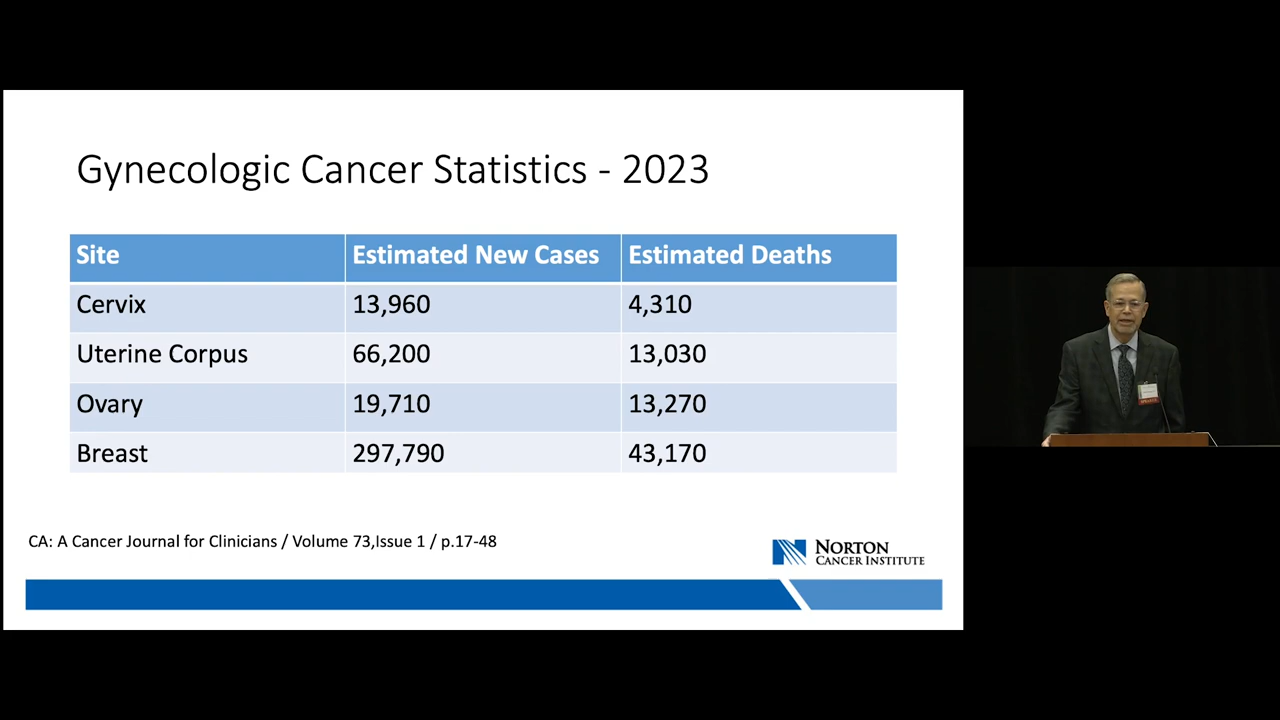 Gynecologic Cancer Statistics - 2023
Site Estimated New Cases Estimated Deaths
Cervix 13,960 4,310
Uterine Corpus 66,200 13,030
Ovary 19,710 13,270
Breast 297,790 43,170
CA: A Cancer Journal for Clinicians / Volume 73,Issue 1 / p.17-48
NORTON
CANCER INSTITUTE